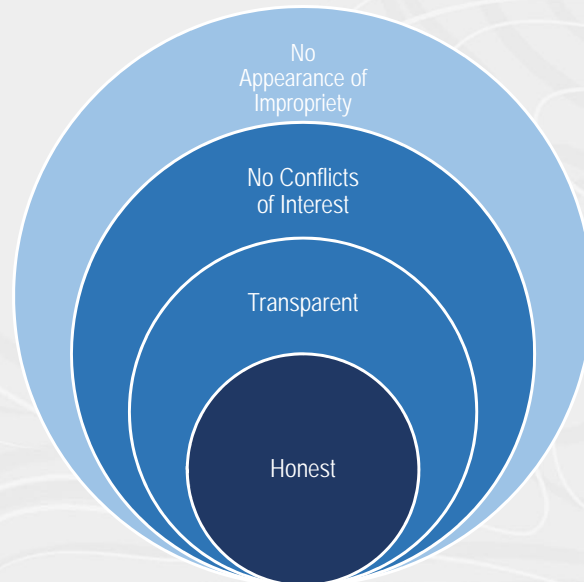 No
Appearance of
Impropriety
No Conflicts
of Interest
Transparent
Honest